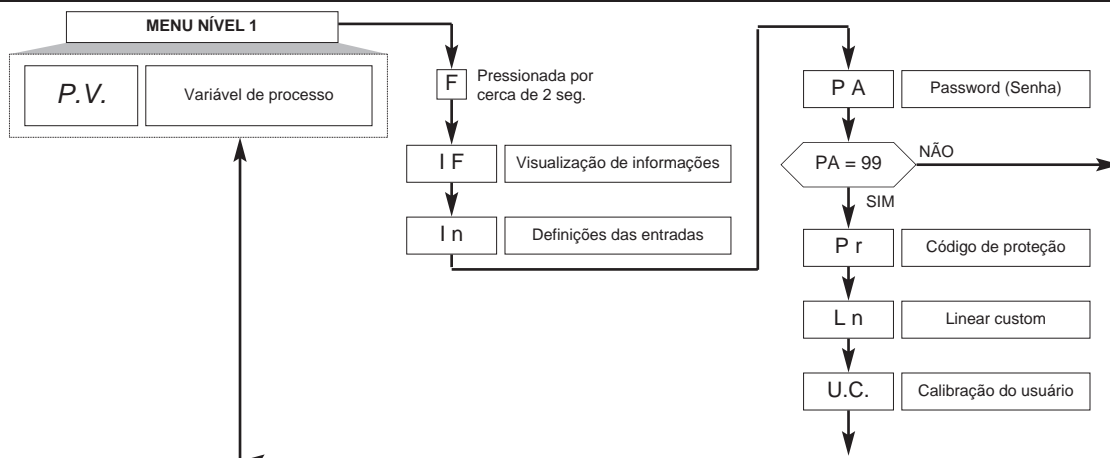 MENU NÍVEL 1
P.V.
Variável de processo
F
Pressionada por
cerca de 2 seg.
I F
Visualização de informações
I n
Definições das entradas
P A
Password (Senha)
PA = 99
NÃO
SIM
P r
Código de proteção
L n
Linear custom
U.C.
Calibração do usuário